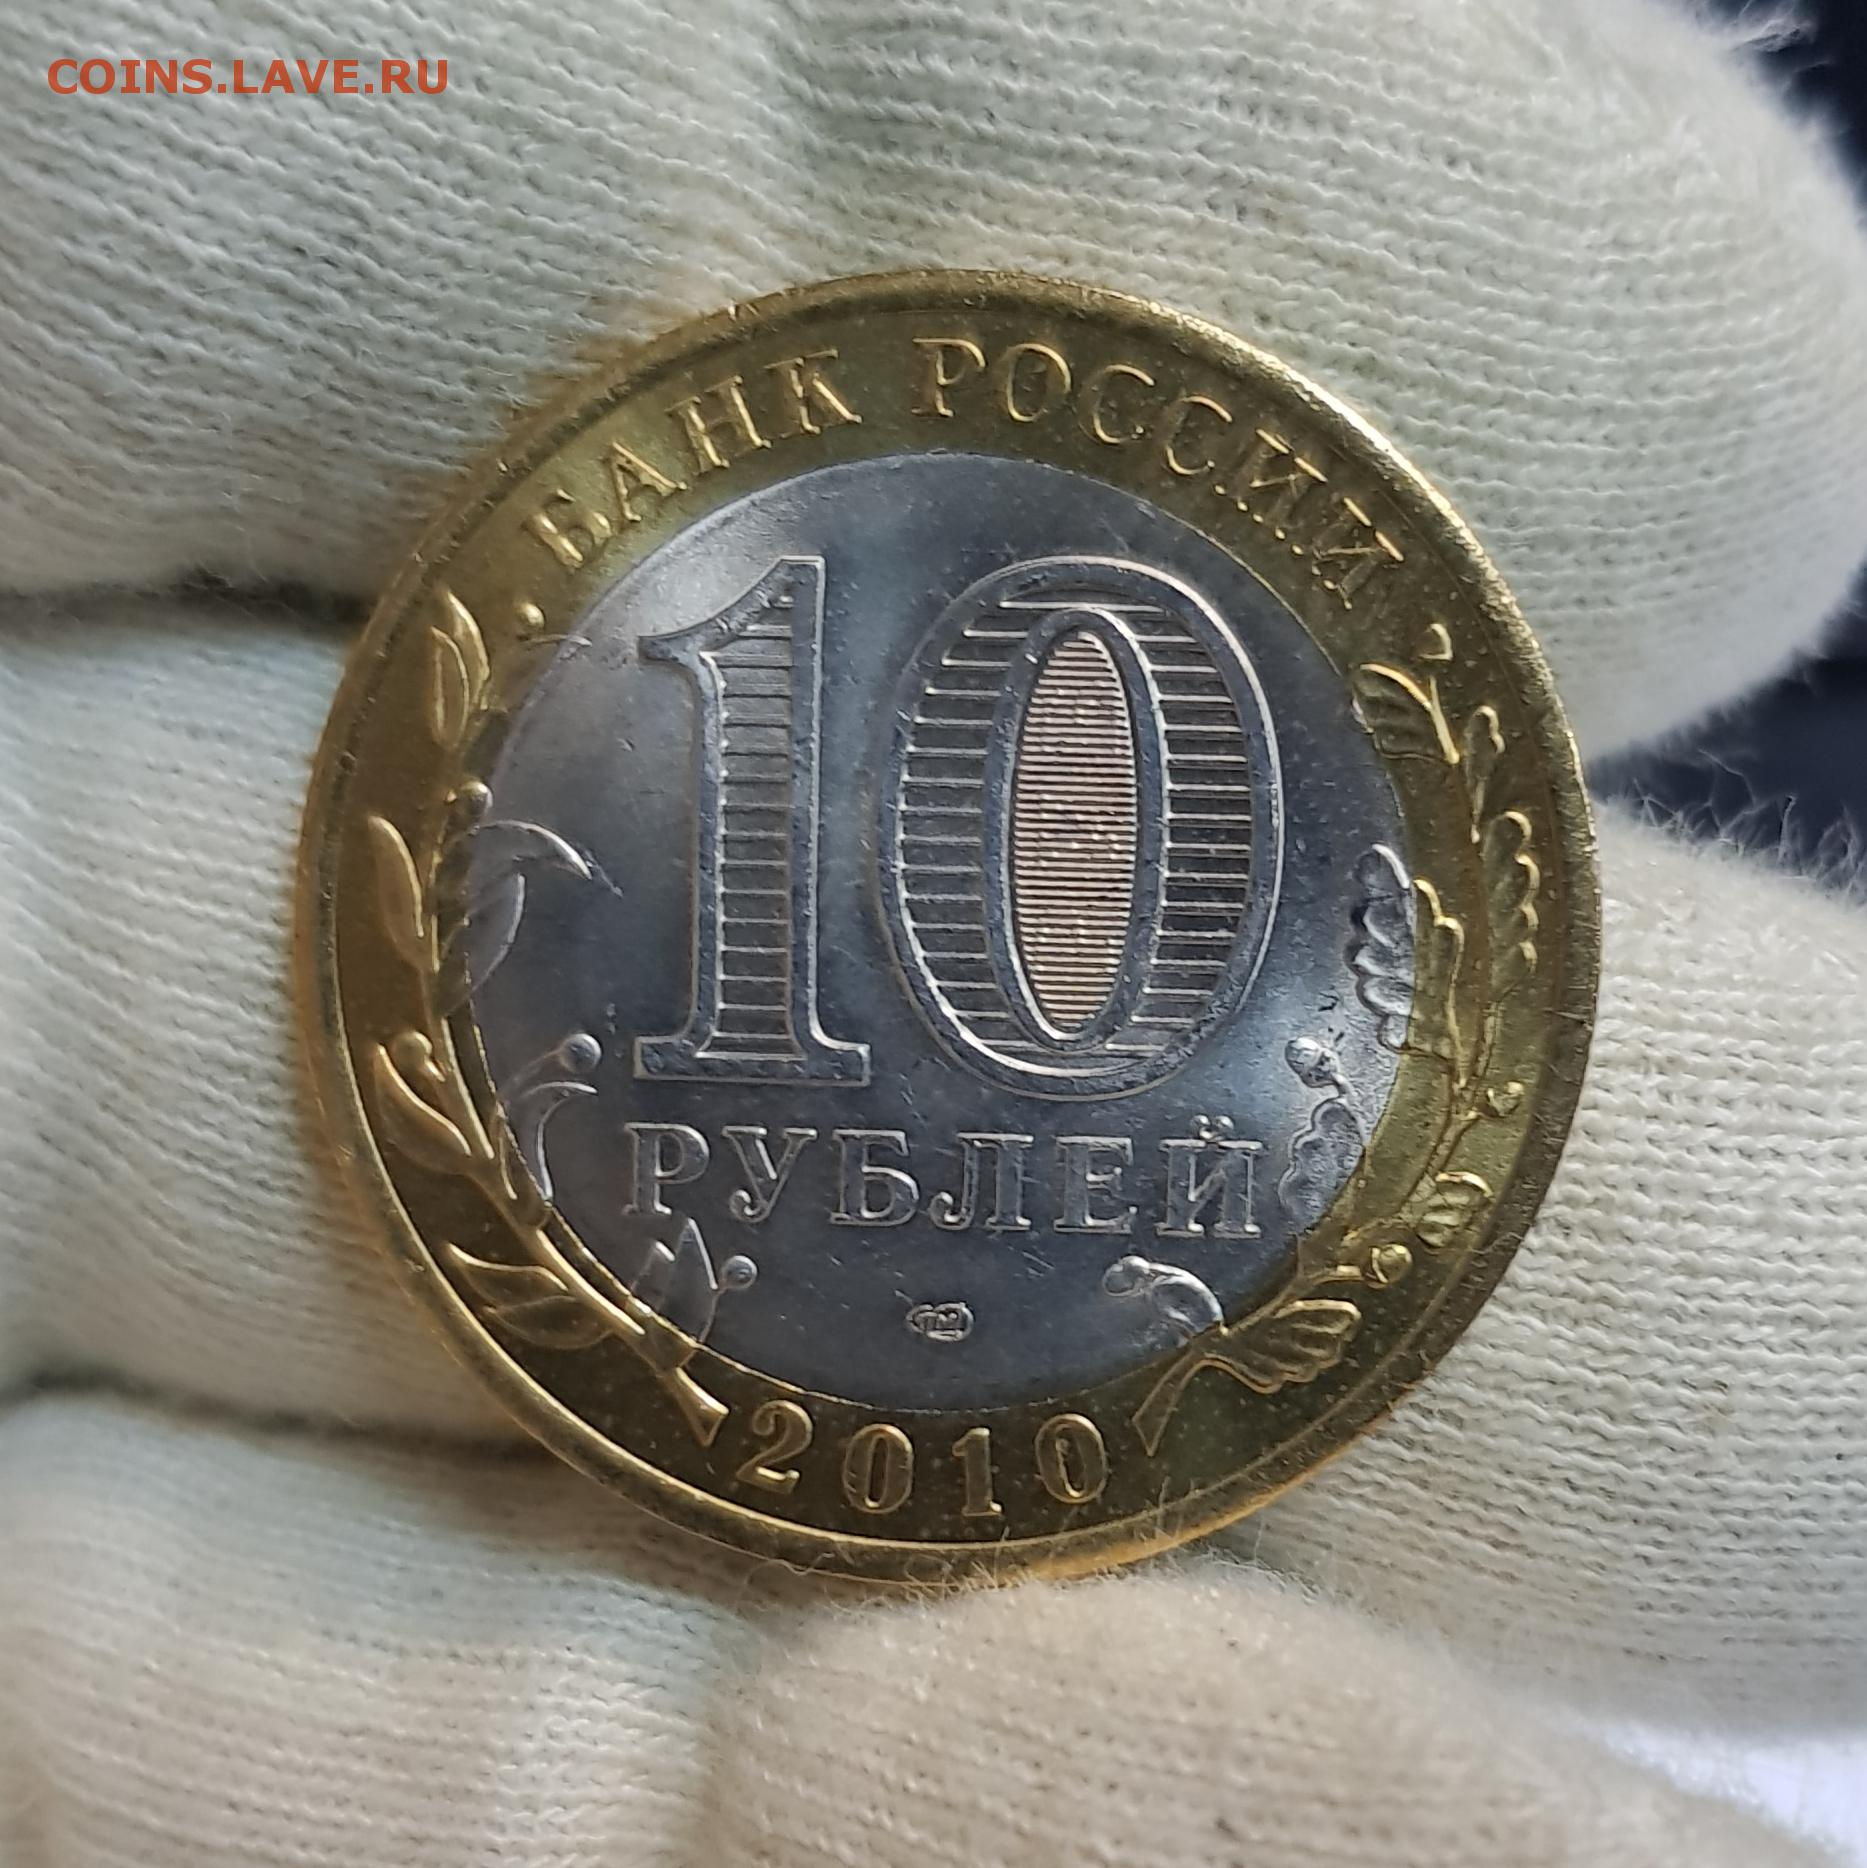 COINS.LAVE.RU
· БАНК РОССИИ ·
10
РУБЛЕЙ
2010